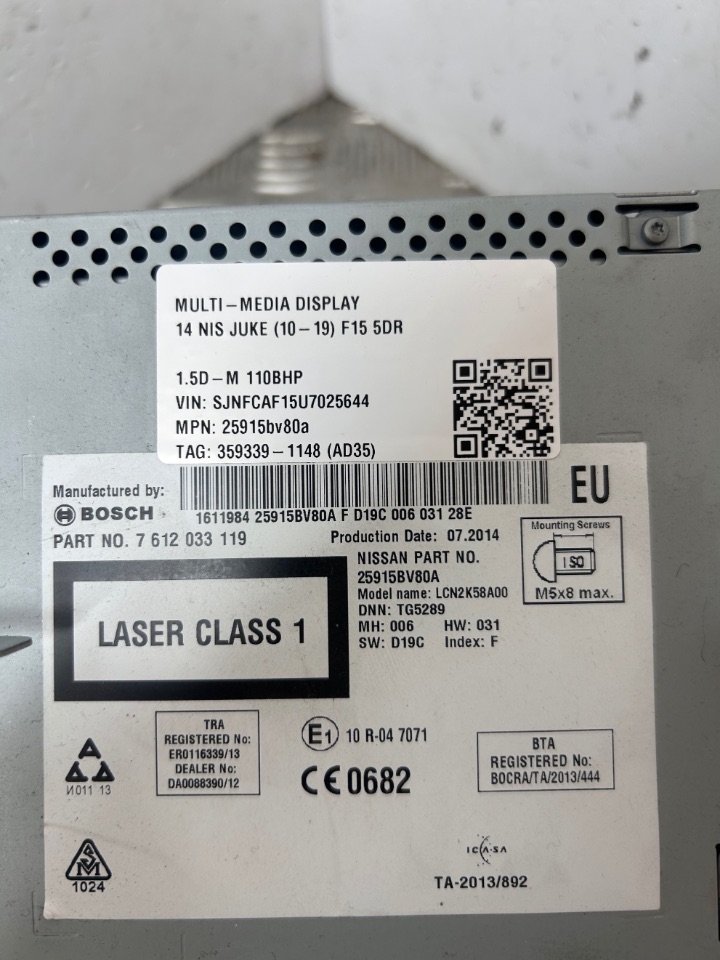 MULTI-MEDIA DISPLAY
14 NIS JUKE (10-19) F15 5DR
1.5D-M 110BHP
VIN: SJNFCAF15U7025644
MPN: 25915bv80a
TAG: 359339-1148 (AD35)
Manufactured by:
BOSCH
EU
1611984 25915BV80A F D19C 006 031 28E
PART NO. 7 612 033 119
Production Date: 07.2014
NISSAN PART NO.
25915BV80A
Model name: LCN2K58A00
DNN: TG5289
MH: 006 HW: 031
SW: D19C Index: F
Mounting Screws
ISO
M5x8 max.
LASER CLASS 1
TRA
REGISTERED No:
ER0116339/13
DEALER No:
DA0088390/12
E1 10 R-04 7071
CE0682
BTA
REGISTERED No:
BOCRA/TA/2013/444
И011 13
1024
ICASA
TA-2013/892